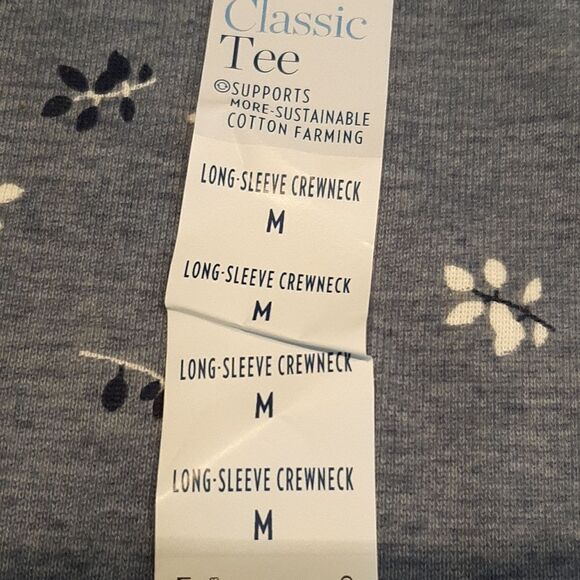 Classic
Tee
SUPPORTS
MORE-SUSTAINABLE
COTTON FARMING
LONG-SLEEVE CREWNECK
M
LONG-SLEEVE CREWNECK
M
LONG-SLEEVE CREWNECK
M
LONG-SLEEVE CREWNECK
M